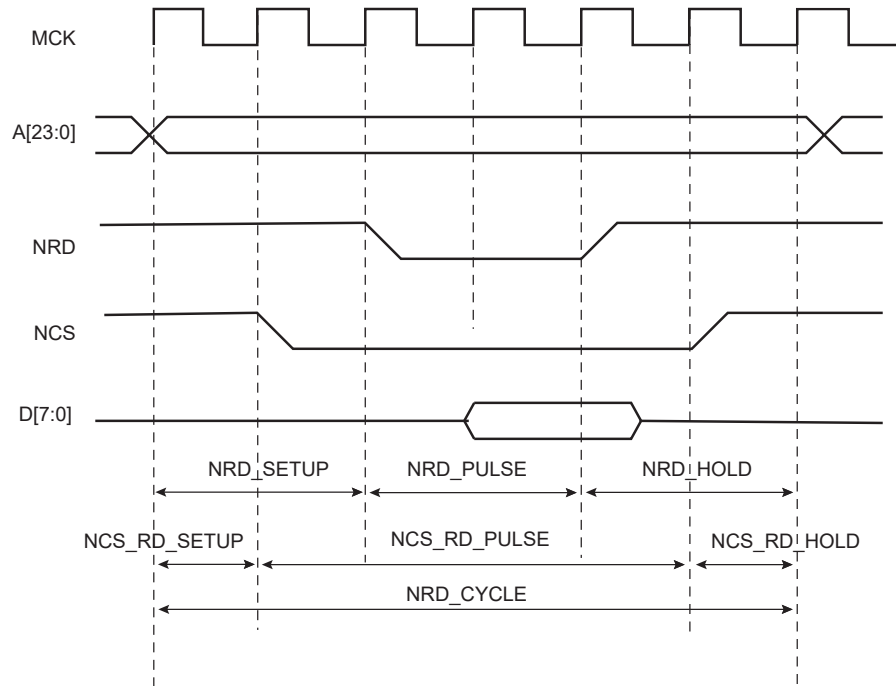 MCK
A[23:0]
NRD
NCS
D[7:0]
NRD_SETUP
NRD_PULSE
NRD_HOLD
NCS_RD_SETUP
NCS_RD_PULSE
NCS_RD_HOLD
NRD_CYCLE